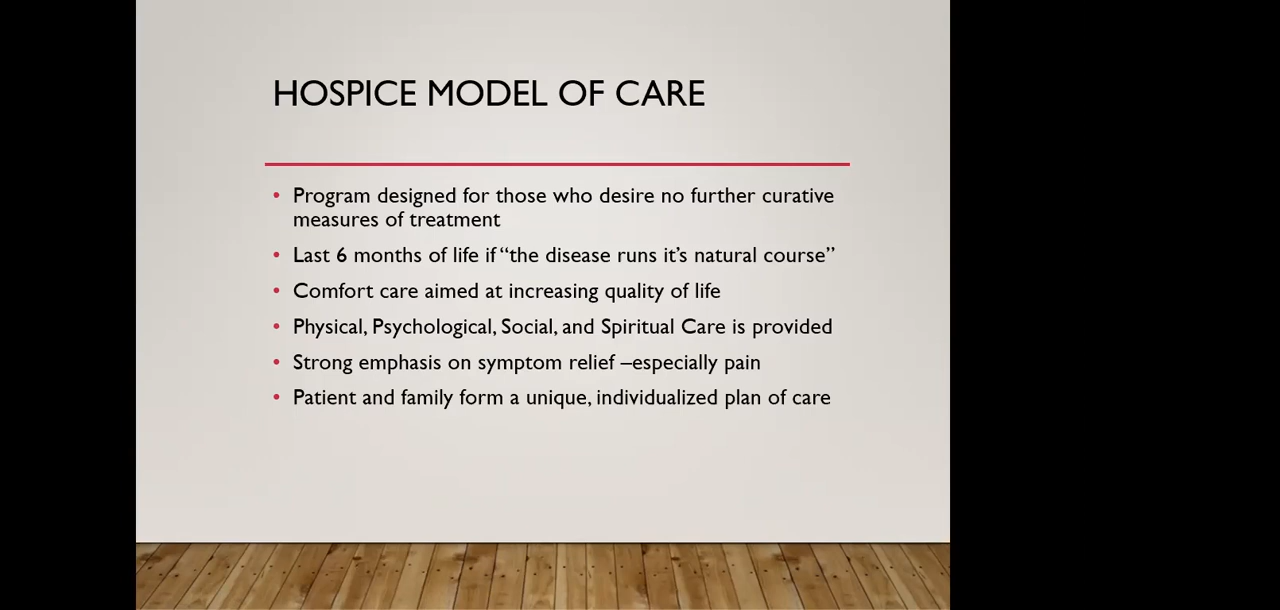 HOSPICE MODEL OF CARE
• Program designed for those who desire no further curative
measures of treatment
• Last 6 months of life if “the disease runs it’s natural course”
• Comfort care aimed at increasing quality of life
• Physical, Psychological, Social, and Spiritual Care is provided
• Strong emphasis on symptom relief –especially pain
• Patient and family form a unique, individualized plan of care